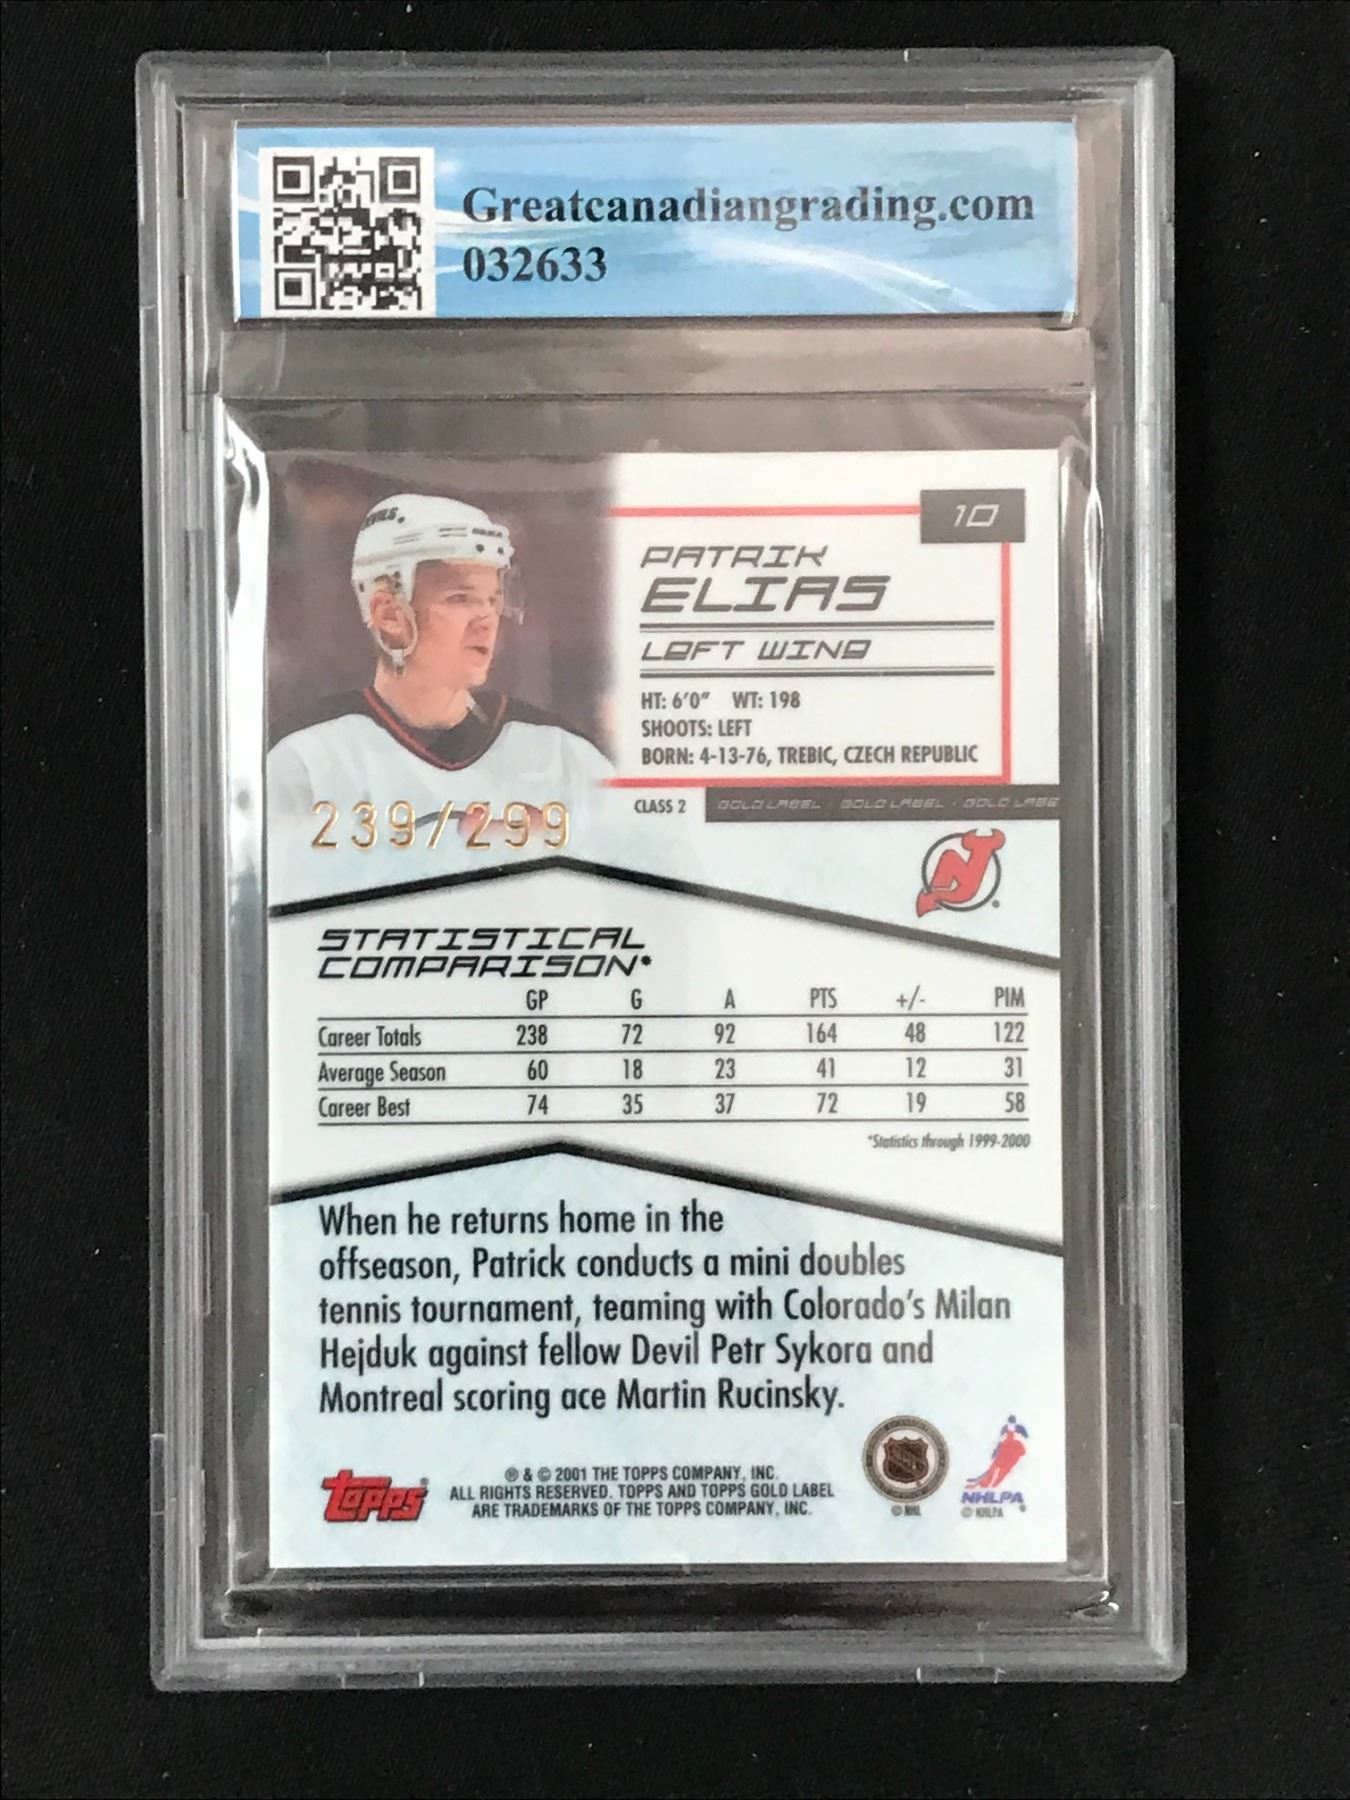 Greatcanadiangrading.com
032633
DEVILS.
10
PATRIK
ELIAS
LEFT WING
HT: 6'0" WT: 198
SHOOTS: LEFT
BORN: 4-13-76, TREBIC, CZECH REPUBLIC
CLASS 2 GOLD LABEL · GOLD LABEL · GOLD LABE
239/299
STATISTICAL
COMPARISON*
GP G A PTS +/- PIM
Career Totals 238 72 92 164 48 122
Average Season 60 18 23 41 12 31
Career Best 74 35 37 72 19 58
*Statistics through 1999-2000
When he returns home in the
offseason, Patrick conducts a mini doubles
tennis tournament, teaming with Colorado's Milan
Hejduk against fellow Devil Petr Sykora and
Montreal scoring ace Martin Rucinsky.
topps®
® & © 2001 THE TOPPS COMPANY, INC.
ALL RIGHTS RESERVED. TOPPS AND TOPPS GOLD LABEL
ARE TRADEMARKS OF THE TOPPS COMPANY, INC.
© NHL
NHLPA
© NHLPA